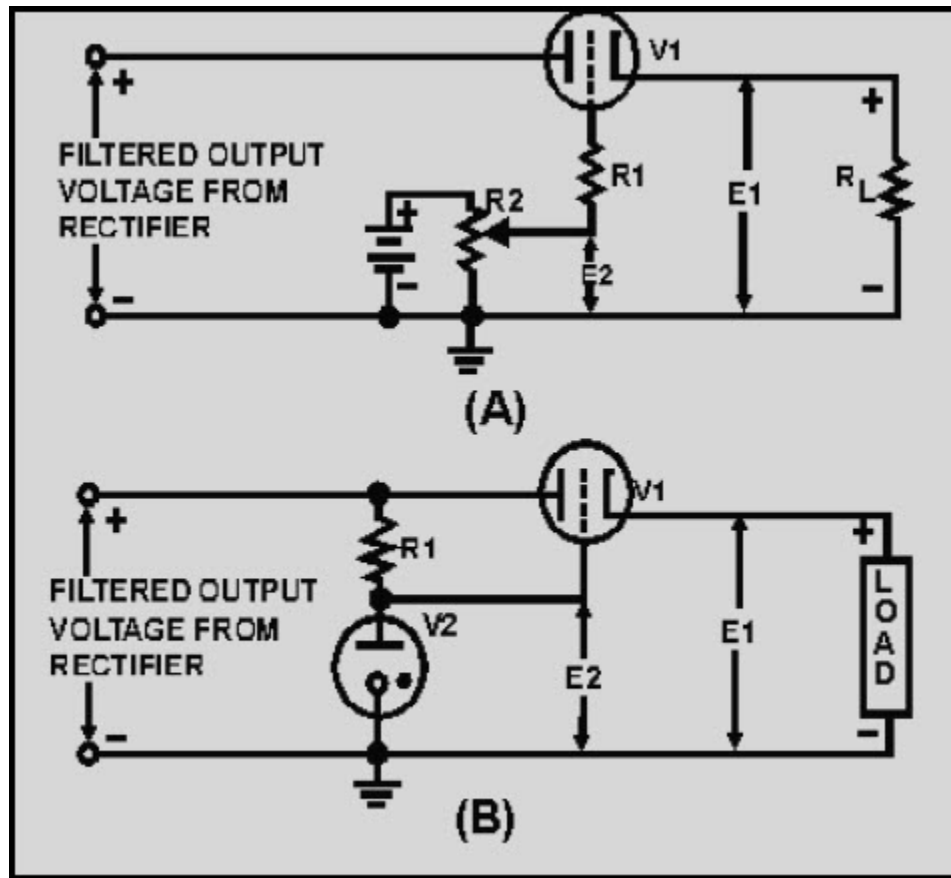 V1
+
+
FILTERED OUTPUT
VOLTAGE FROM
RECTIFIER
R1
E1
RL
R2
+
-
E2
-
-
(A)
V1
+
+
R1
FILTERED OUTPUT
VOLTAGE FROM
RECTIFIER
V2
E2
E1
LOAD
-
-
(B)